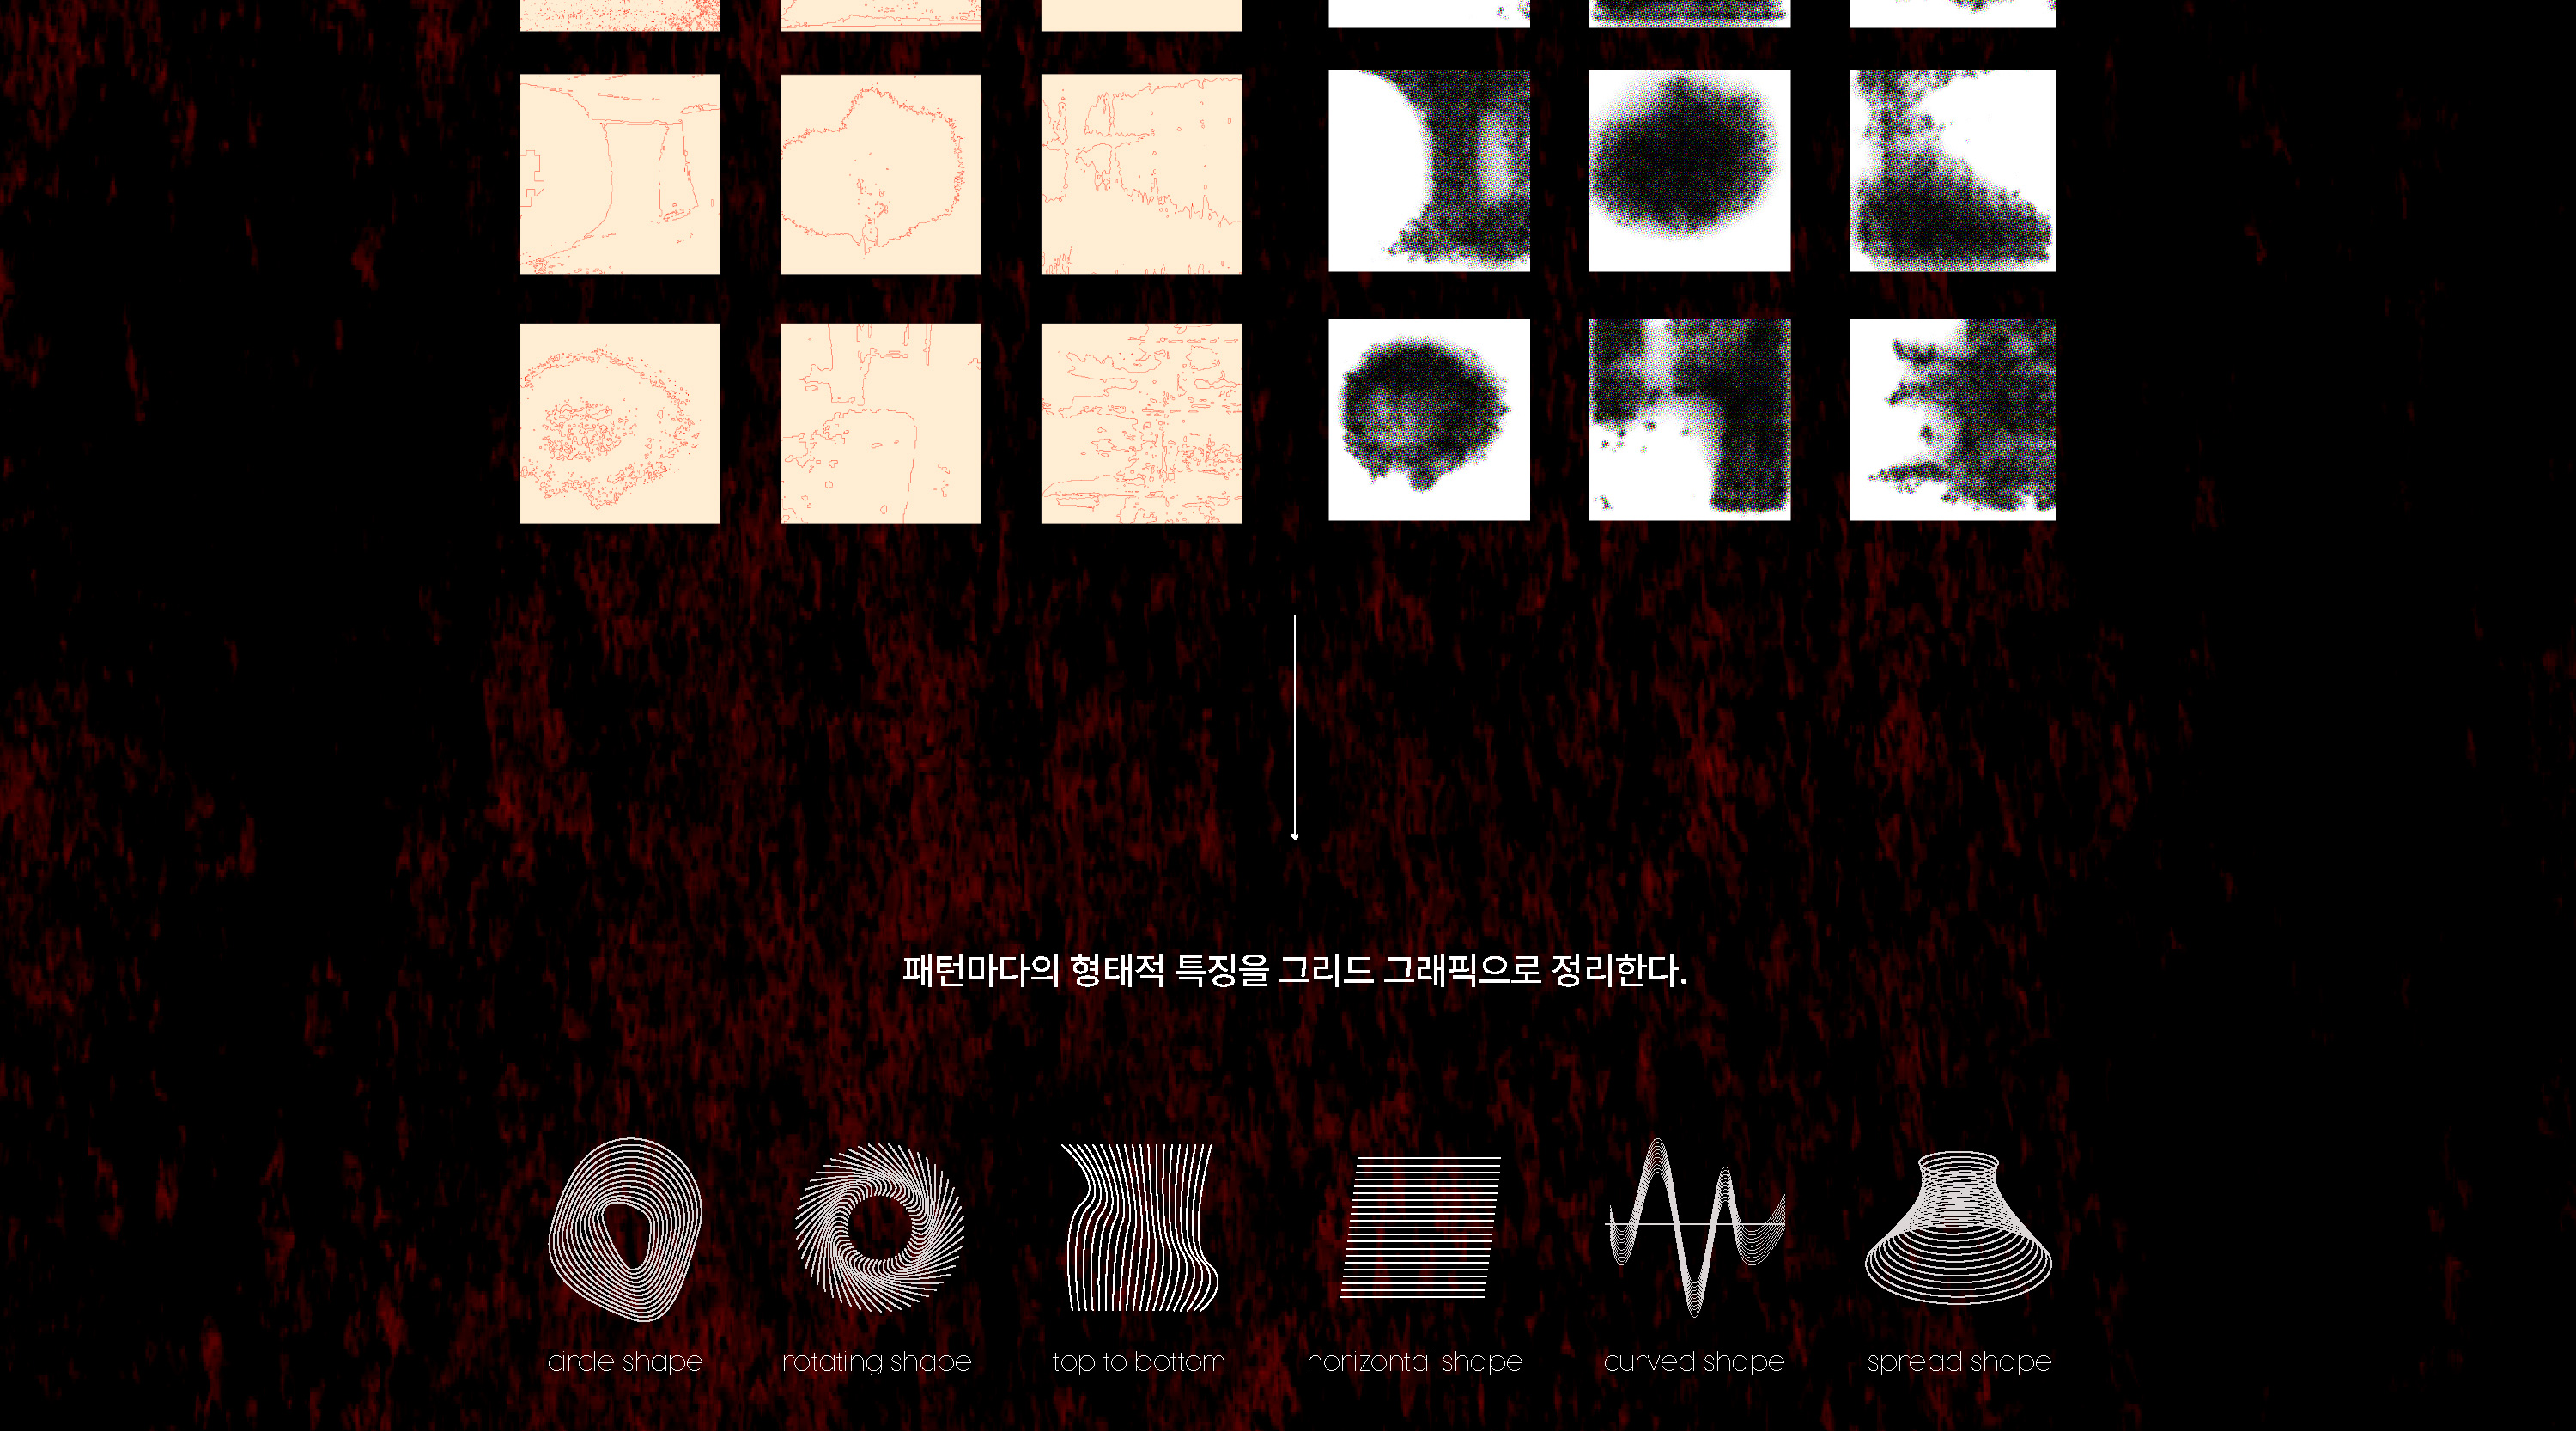 패턴마다의 형태적 특징을 그리드 그래픽으로 정리한다.
circle shape
rotating shape
top to bottom
horizontal shape
curved shape
spread shape